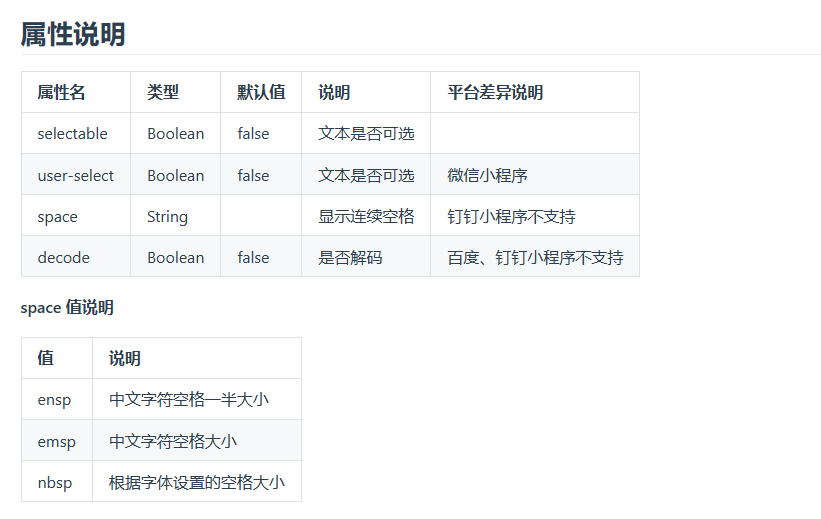 属性说明
属性名 类型 默认值 说明 平台差异说明
selectable Boolean false 文本是否可选
user-select Boolean false 文本是否可选 微信小程序
space String 显示连续空格 钉钉小程序不支持
decode Boolean false 是否解码 百度、钉钉小程序不支持
space 值说明
值 说明
ensp 中文字符空格一半大小
emsp 中文字符空格大小
nbsp 根据字体设置的空格大小